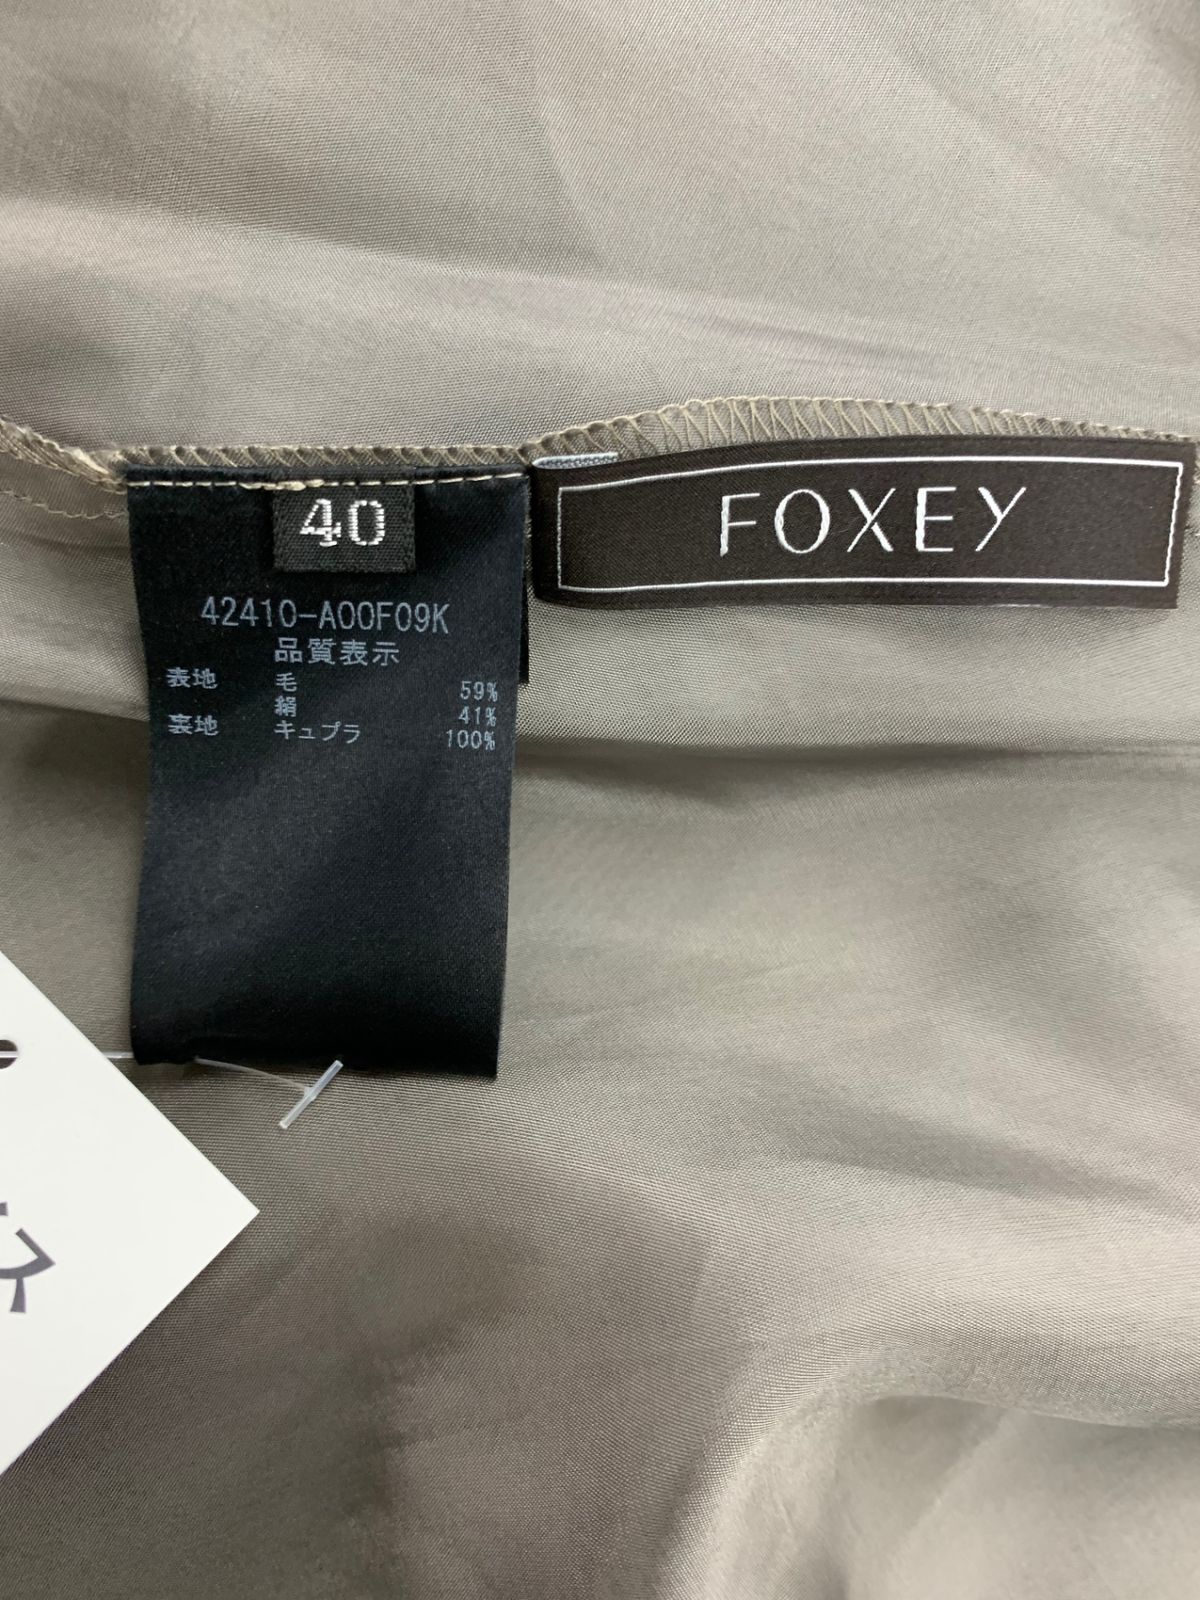 40
FOXEY
42410-A00F09K
品質表示
表地 毛 59%
絹 41%
裏地 キュプラ 100%